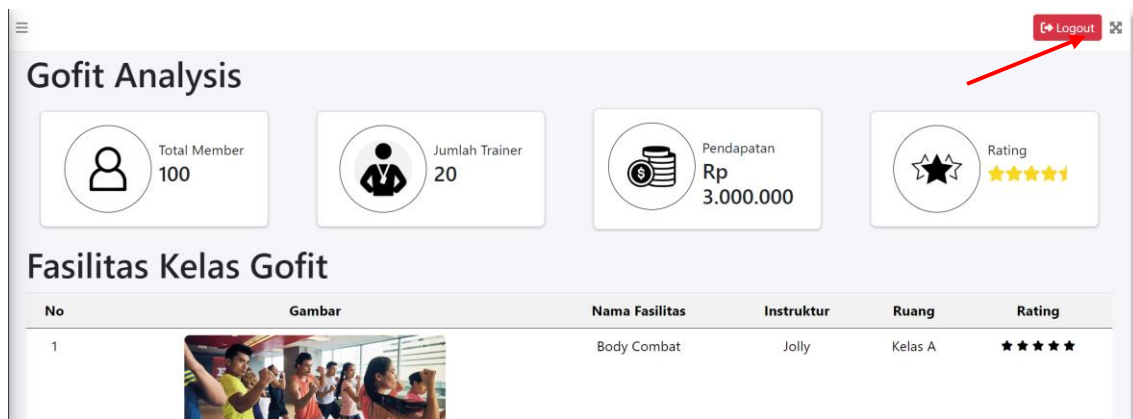 Logout
Gofit Analysis
Total Member
100
Jumlah Trainer
20
Pendapatan
Rp
3.000.000
Rating
Fasilitas Kelas Gofit
No Gambar Nama Fasilitas Instruktur Ruang Rating
1 Body Combat Jolly Kelas A